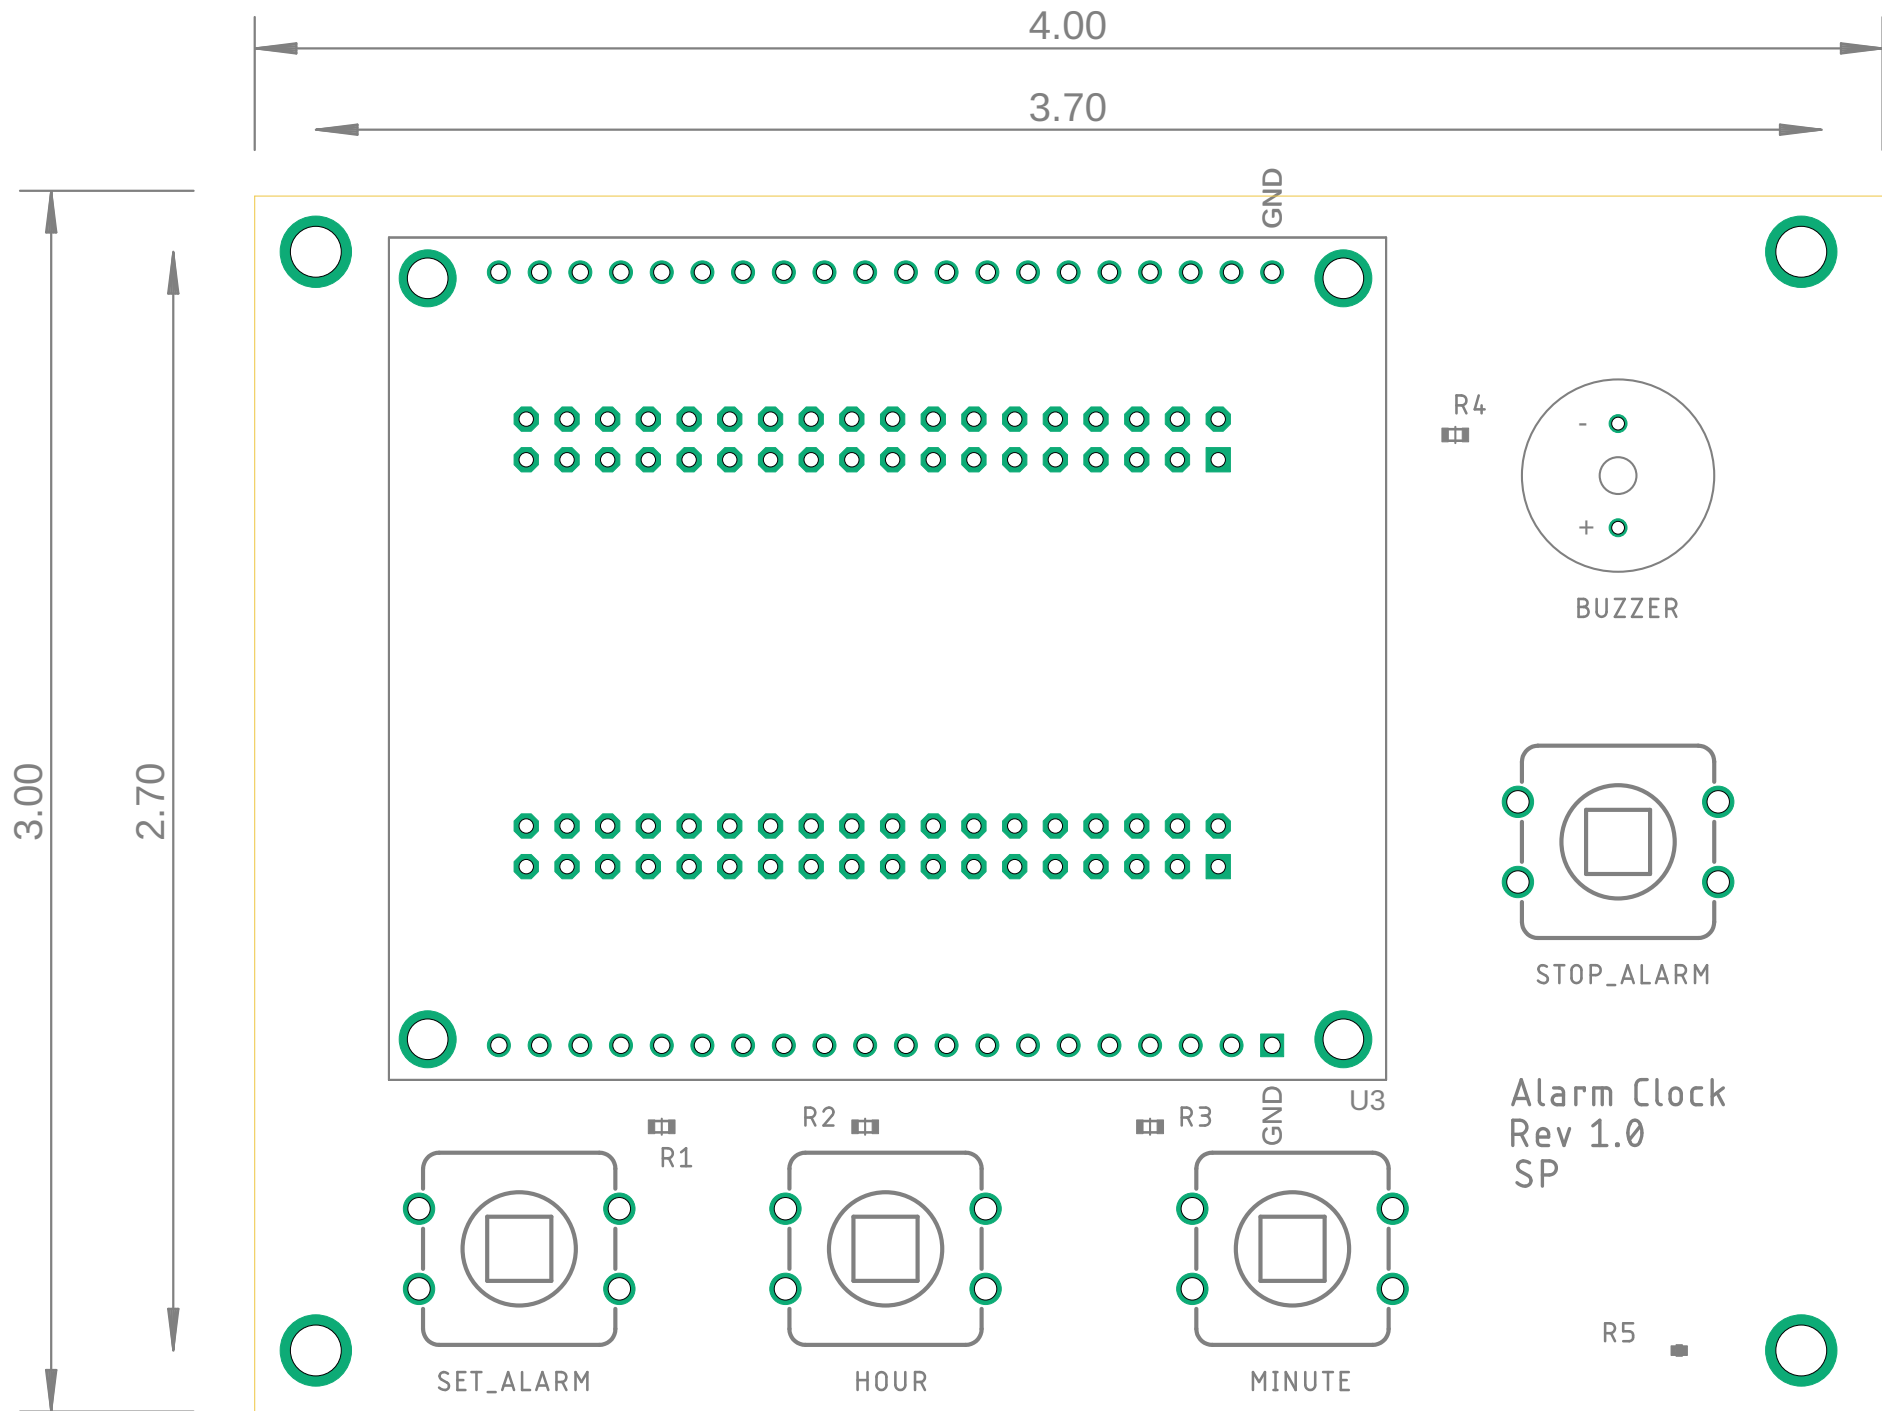 4.00
3.70
GND
3.00
2.70
R4
-
+
BUZZER
STOP_ALARM
U3
GND
R1
R2
R3
Alarm Clock
Rev 1.0
SP
R5
SET_ALARM
HOUR
MINUTE